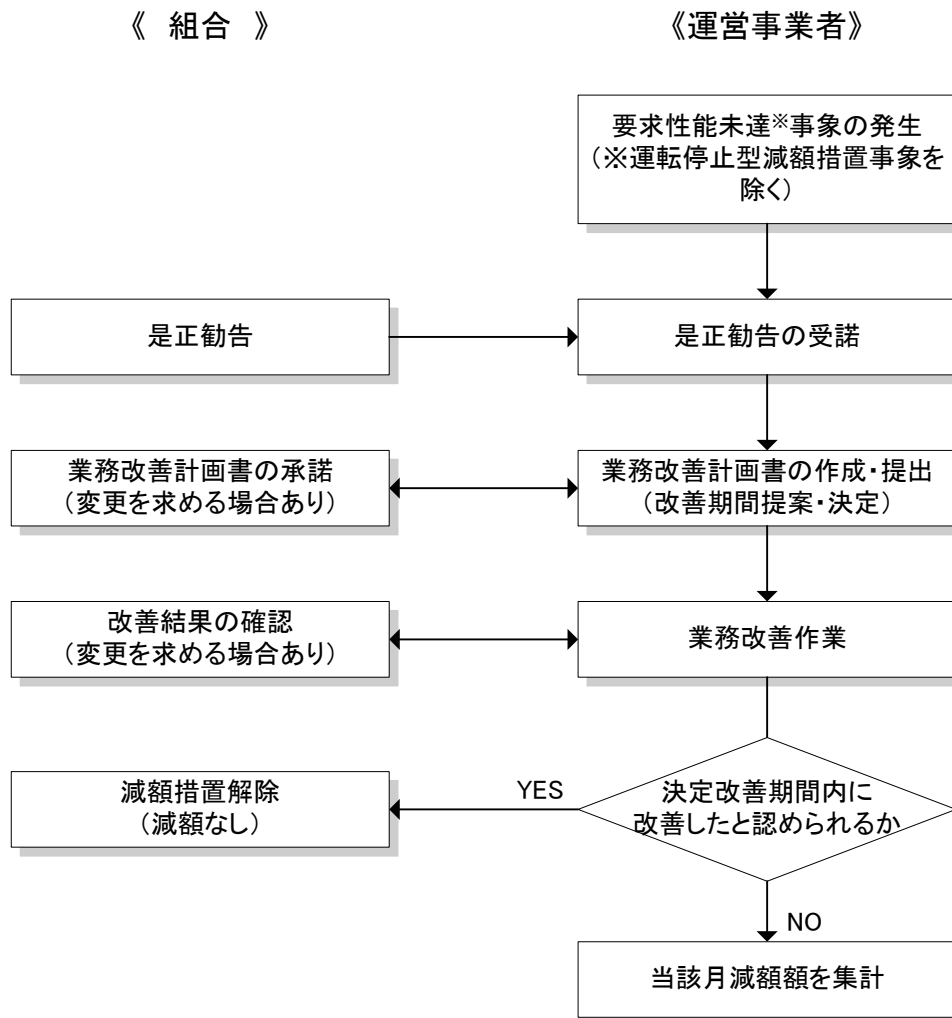 《 組合 》
《運営事業者》
要求性能未達※事象の発生
(※運転停止型減額措置事象を
除く)
是正勧告
是正勧告の受諾
業務改善計画書の承諾
(変更を求める場合あり)
業務改善計画書の作成・提出
(改善期間提案・決定)
改善結果の確認
(変更を求める場合あり)
業務改善作業
減額措置解除
(減額なし)
YES
決定改善期間内に
改善したと認められるか
NO
当該月減額額を集計